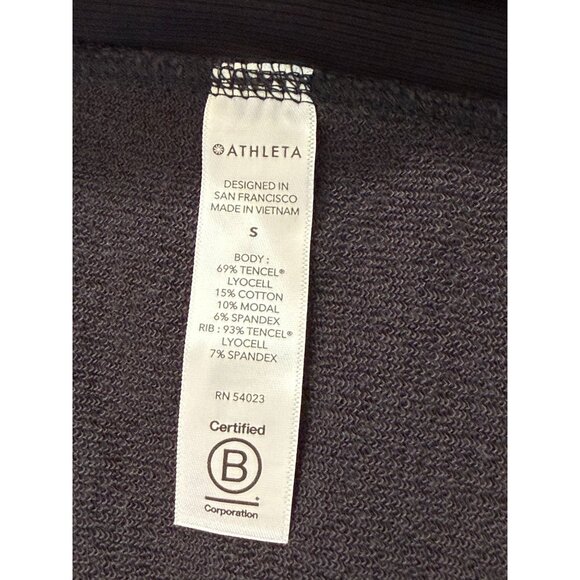 ATHLETA
DESIGNED IN
SAN FRANCISCO
MADE IN VIETNAM
S
BODY :
69% TENCEL®
LYOCELL
15% COTTON
10% MODAL
6% SPANDEX
RIB : 93% TENCEL®
LYOCELL
7% SPANDEX
RN 54023
Certified
B
Corporation